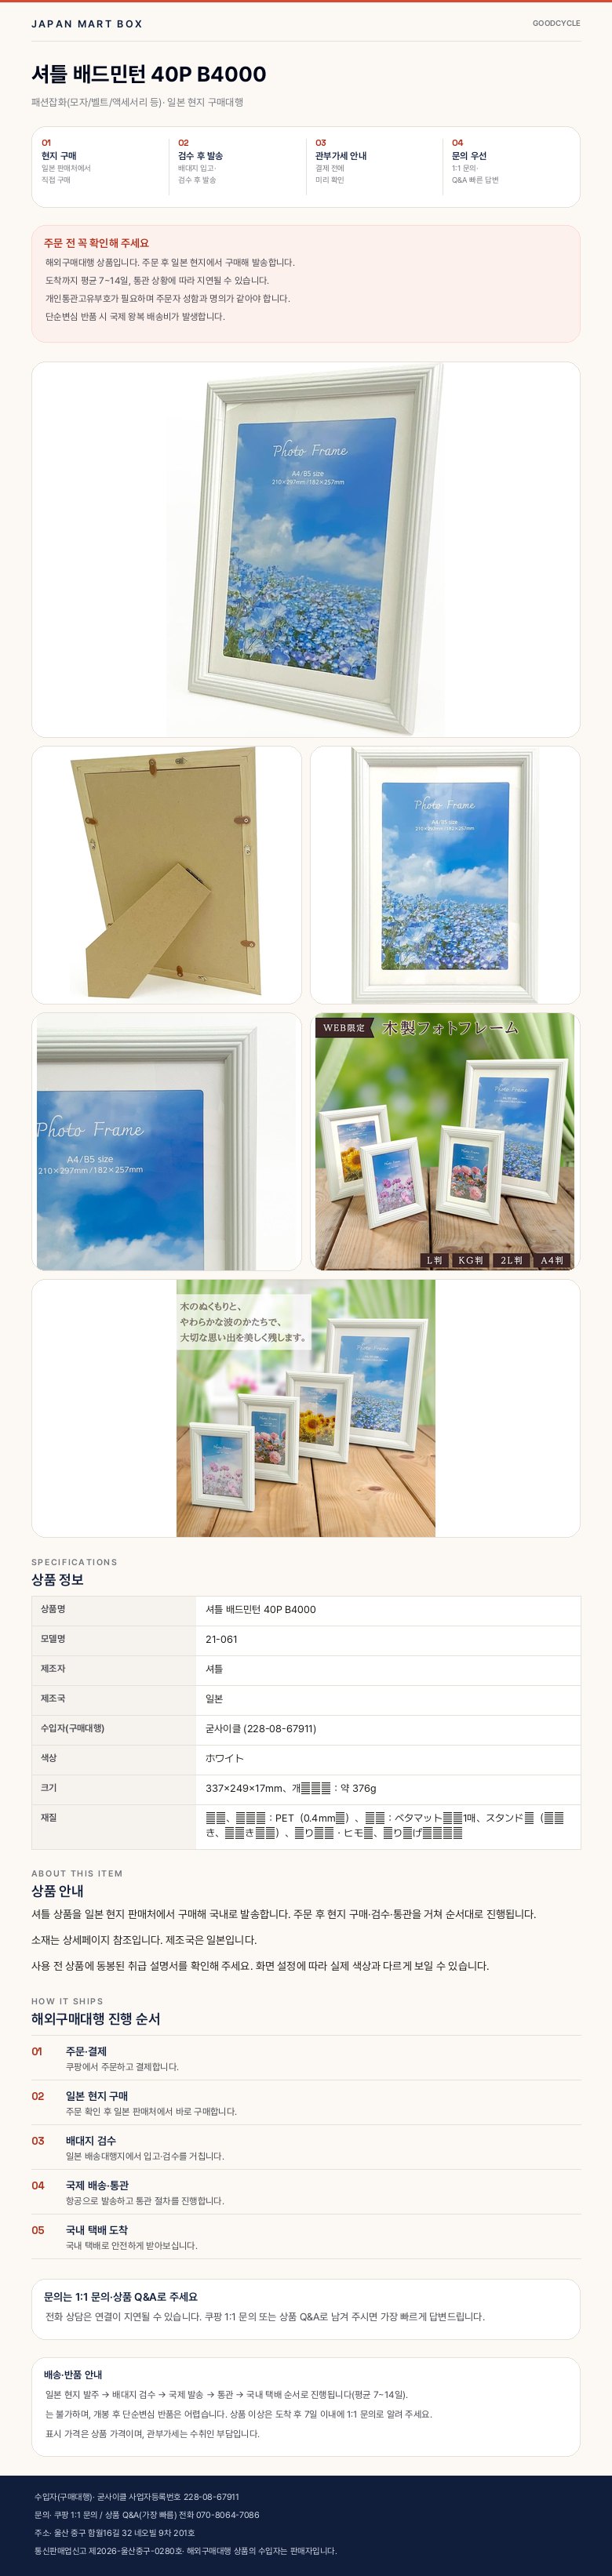 JAPAN MART BOX
GOODCYCLE
셔틀 배드민턴 40P B4000
패션잡화(모자/벨트/액세서리 등)· 일본 현지 구매대행
01
현지 구매
일본 판매처에서
직접 구매
02
검수 후 발송
배대지 입고·
검수 후 발송
03
관부가세 안내
결제 전에
미리 확인
04
문의 우선
1:1 문의·
Q&A 빠른 답변
주문 전 꼭 확인해 주세요
해외구매대행 상품입니다. 주문 후 일본 현지에서 구매해 발송합니다.
도착까지 평균 7~14일, 통관 상황에 따라 지연될 수 있습니다.
개인통관고유부호가 필요하며 주문자 성함과 명의가 같아야 합니다.
단순변심 반품 시 국제 왕복 배송비가 발생합니다.
Photo Frame
A4/B5 size
210×297mm/182×257mm
Photo Frame
A4/B5 size
210×297mm/182×257mm
Photo Frame
A4/B5 size
210×297mm/182×257mm
WEB限定 木製フォトフレーム
L判 KG判 2L判 A4判
木のぬくもりと、
やわらかな波のかたちで、
大切な思い出を美しく残します。
SPECIFICATIONS
상품 정보
상품명 셔틀 배드민턴 40P B4000
모델명 21-061
제조자 셔틀
제조국 일본
수입자(구매대행) 굳사이클 (228-08-67911)
색상 ホワイト
크기 337×249×17mm、개 : 약 376g
재질 、 : PET（0.4mm ）、 : ベタマット 1매、スタンド （
き、 き ）、 り ・ヒモ 、 り げ
ABOUT THIS ITEM
상품 안내
셔틀 상품을 일본 현지 판매처에서 구매해 국내로 발송합니다. 주문 후 현지 구매·검수·통관을 거쳐 순서대로 진행됩니다.
소재는 상세페이지 참조입니다. 제조국은 일본입니다.
사용 전 상품에 동봉된 취급 설명서를 확인해 주세요. 화면 설정에 따라 실제 색상과 다르게 보일 수 있습니다.
HOW IT SHIPS
해외구매대행 진행 순서
01 주문·결제
쿠팡에서 주문하고 결제합니다.
02 일본 현지 구매
주문 확인 후 일본 판매처에서 바로 구매합니다.
03 배대지 검수
일본 배송대행지에서 입고·검수를 거칩니다.
04 국제 배송·통관
항공으로 발송하고 통관 절차를 진행합니다.
05 국내 택배 도착
국내 택배로 안전하게 받아보십니다.
문의는 1:1 문의·상품 Q&A로 주세요
전화 상담은 연결이 지연될 수 있습니다. 쿠팡 1:1 문의 또는 상품 Q&A로 남겨 주시면 가장 빠르게 답변드립니다.
배송·반품 안내
일본 현지 발주 → 배대지 검수 → 국제 발송 → 통관 → 국내 택배 순서로 진행됩니다(평균 7~14일).
는 불가하며, 개봉 후 단순변심 반품은 어렵습니다. 상품 이상은 도착 후 7일 이내에 1:1 문의로 알려 주세요.
표시 가격은 상품 가격이며, 관부가세는 수취인 부담입니다.
수입자(구매대행)· 굳사이클 사업자등록번호 228-08-67911
문의· 쿠팡 1:1 문의 / 상품 Q&A(가장 빠름) 전화 070-8064-7086
주소· 울산 중구 함월16길 32 네오빌 9차 201호
통신판매업신고 제2026-울산중구-0280호· 해외구매대행 상품의 수입자는 판매자입니다.